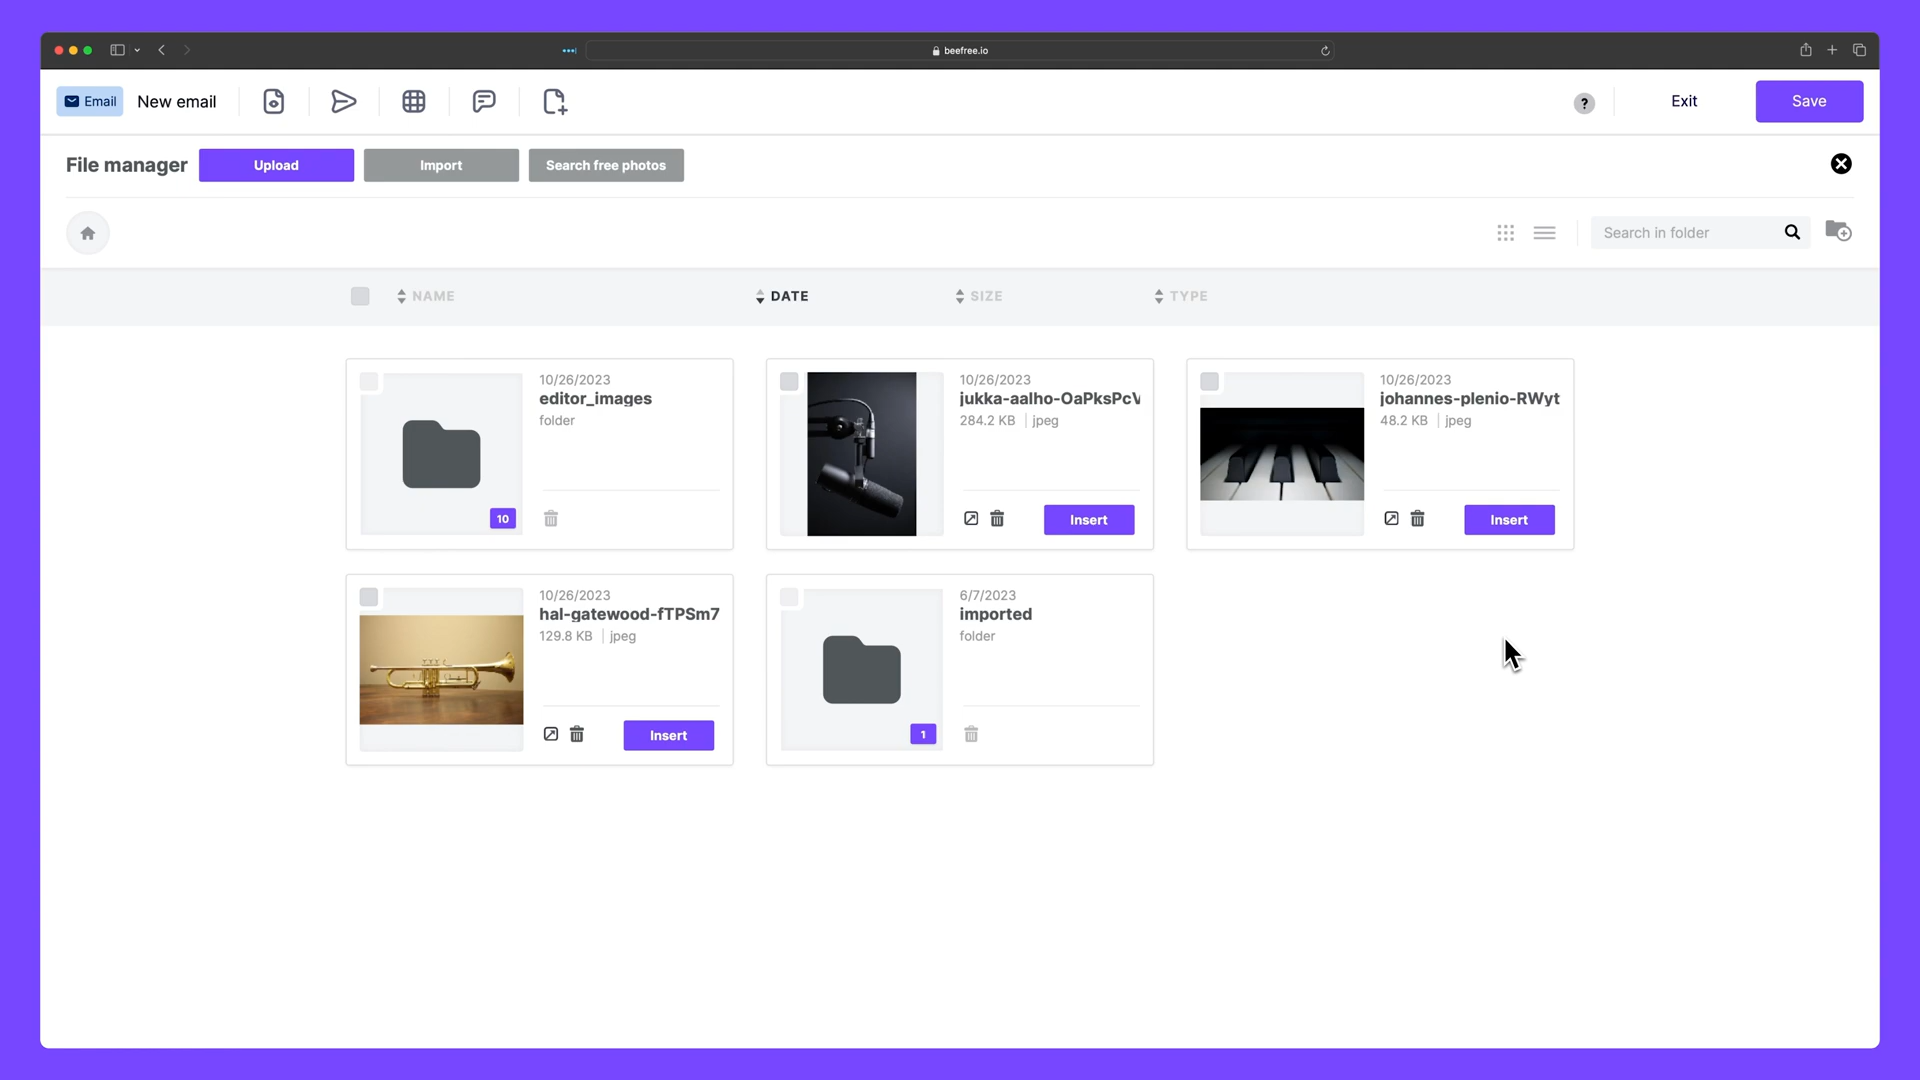 beefree.io
Email New email
? Exit Save
File manager Upload Import Search free photos
Search in folder
NAME DATE SIZE TYPE
10/26/2023
editor_images
folder
10
10/26/2023
jukka-aalho-OaPksPcV
284.2 KB | jpeg
Insert
10/26/2023
johannes-plenio-RWyt
48.2 KB | jpeg
Insert
10/26/2023
hal-gatewood-fTPSm7
129.8 KB | jpeg
Insert
6/7/2023
imported
folder
1